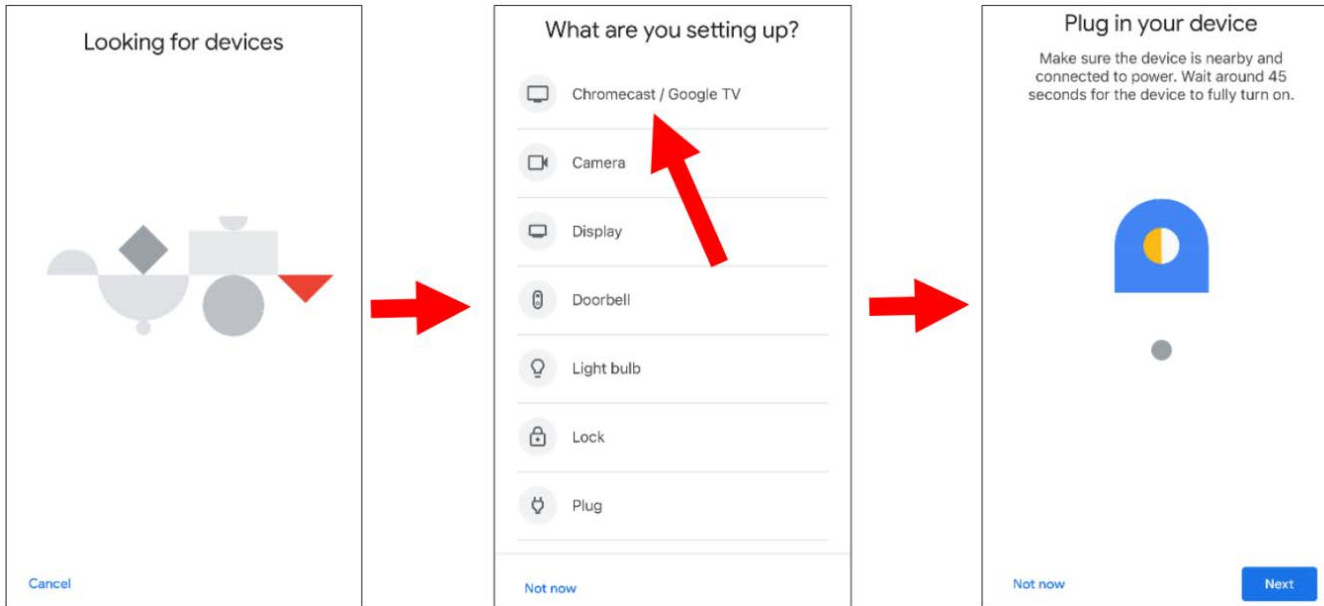 Looking for devices
Cancel
What are you setting up?
Chromecast / Google TV
Camera
Display
Doorbell
Light bulb
Lock
Plug
Not now
Plug in your device
Make sure the device is nearby and
connected to power. Wait around 45
seconds for the device to fully turn on.
Not now
Next